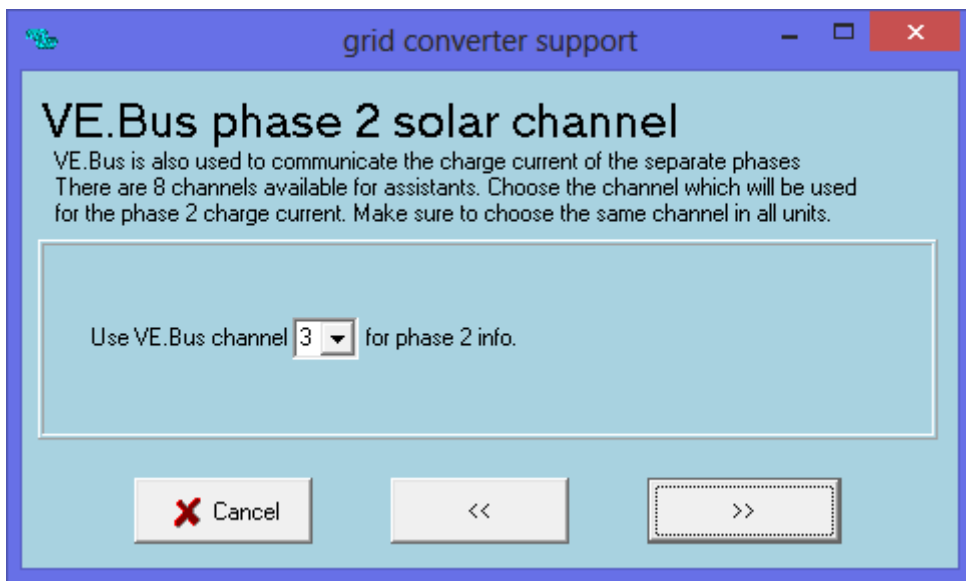 grid converter support
VE.Bus phase 2 solar channel
VE.Bus is also used to communicate the charge current of the separate phases
There are 8 channels available for assistants. Choose the channel which will be used
for the phase 2 charge current. Make sure to choose the same channel in all units.
Use VE.Bus channel 3 for phase 2 info.
Cancel << >>